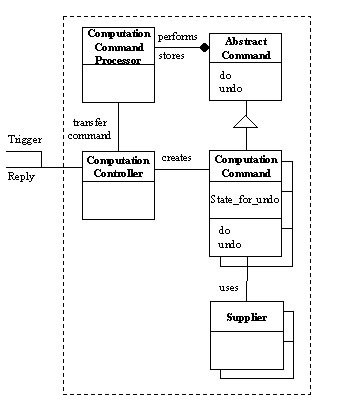 Computation
Command
Processor
performs
stores
Abstract
Command
do
undo
transfer
command
Trigger
Reply
Computation
Controller
creates
Computation
Command
State_for_undo
do
undo
uses
Supplier